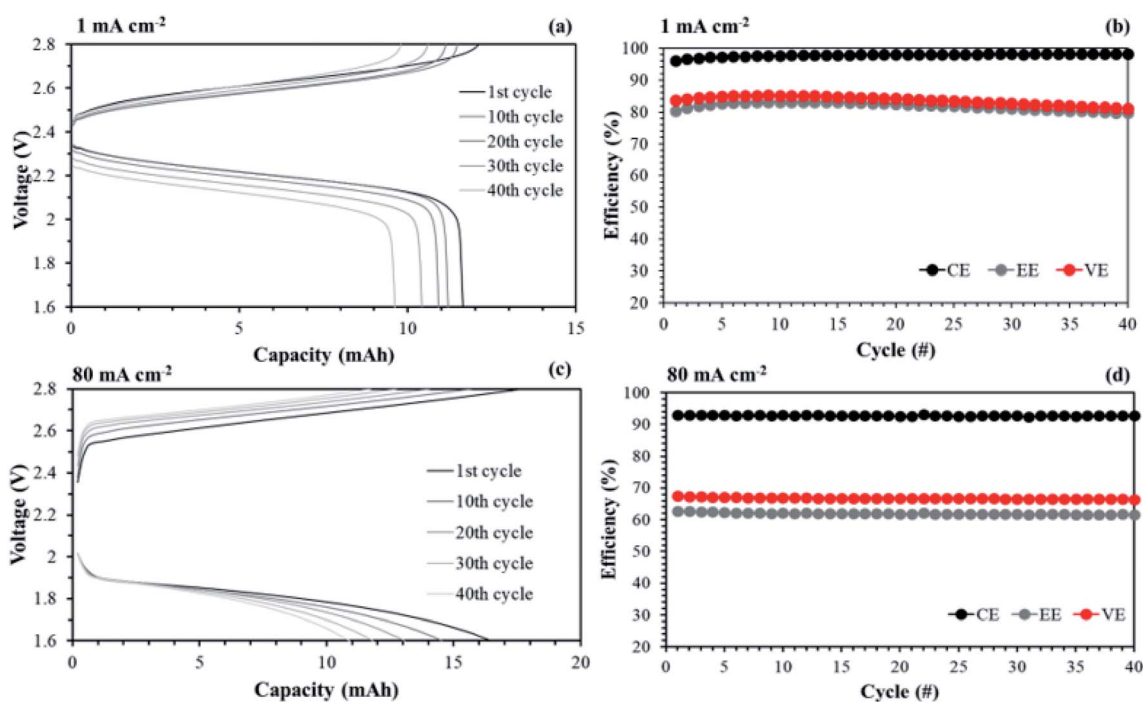 1 mA cm-2
(a)
2.8
2.6
2.4
2.2
2
1.8
1.6
Voltage (V)
1st cycle
10th cycle
20th cycle
30th cycle
40th cycle
0
5
10
15
Capacity (mAh)
1 mA cm-2
(b)
100
90
80
70
60
50
40
30
20
Efficiency (%)
CE
EE
VE
0
5
10
15
20
25
30
35
40
Cycle (#)
80 mA cm-2
(c)
2.8
2.6
2.4
2.2
2
1.8
1.6
Voltage (V)
1st cycle
10th cycle
20th cycle
30th cycle
40th cycle
0
5
10
15
20
Capacity (mAh)
80 mA cm-2
(d)
100
90
80
70
60
50
40
30
20
Efficiency (%)
CE
EE
VE
0
5
10
15
20
25
30
35
40
Cycle (#)